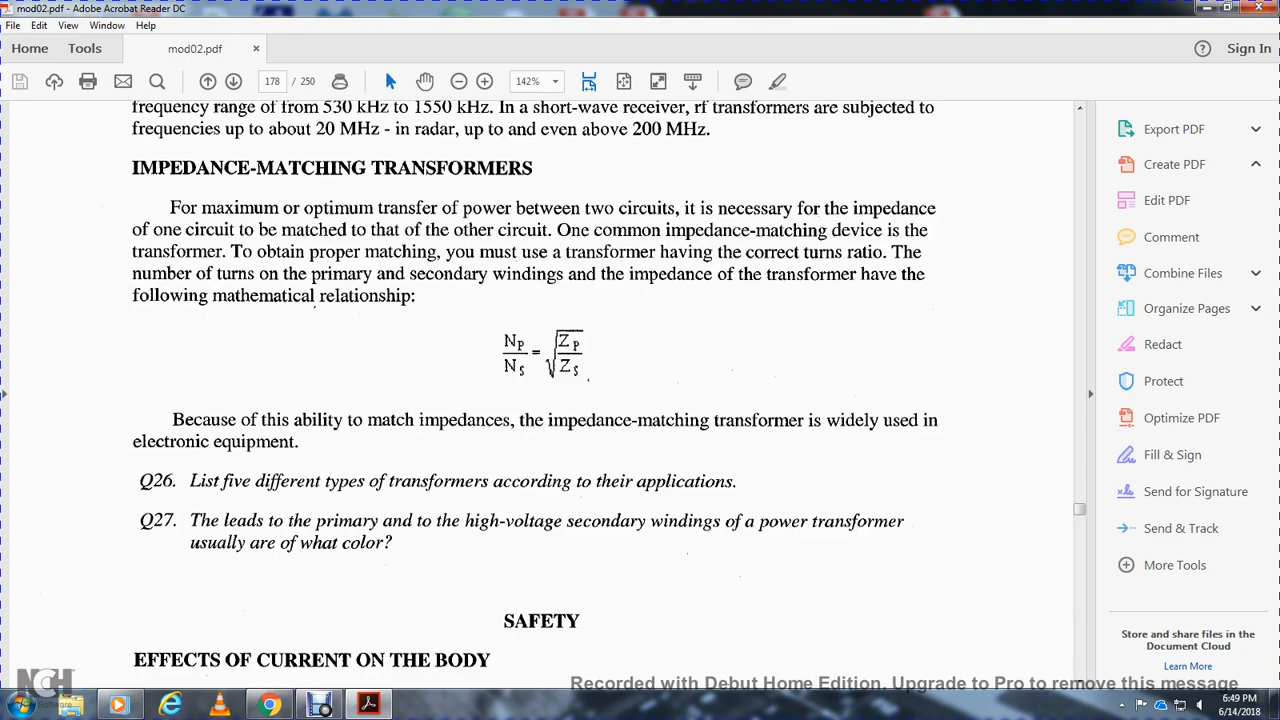 mod02.pdf - Adobe Acrobat Reader DC
File Edit View Window Help
Home Tools mod02.pdf × Sign In
178 / 250 142%
frequency range of from 530 kHz to 1550 kHz. In a short-wave receiver, rf transformers are subjected to
frequencies up to about 20 MHz - in radar, up to and even above 200 MHz.
IMPEDANCE-MATCHING TRANSFORMERS
For maximum or optimum transfer of power between two circuits, it is necessary for the impedance
of one circuit to be matched to that of the other circuit. One common impedance-matching device is the
transformer. To obtain proper matching, you must use a transformer having the correct turns ratio. The
number of turns on the primary and secondary windings and the impedance of the transformer have the
following mathematical relationship:
N_P/N_S = √(Z_P/Z_S)
Because of this ability to match impedances, the impedance-matching transformer is widely used in
electronic equipment.
Q26. List five different types of transformers according to their applications.
Q27. The leads to the primary and to the high-voltage secondary windings of a power transformer
usually are of what color?
SAFETY
EFFECTS OF CURRENT ON THE BODY
Export PDF
Create PDF
Edit PDF
Comment
Combine Files
Organize Pages
Redact
Protect
Optimize PDF
Fill & Sign
Send for Signature
Send & Track
More Tools
Store and share files in the
Document Cloud
Learn More
NCH
Recorded with Debut Home Edition. Upgrade to Pro to remove this message
6:49 PM
6/14/2018